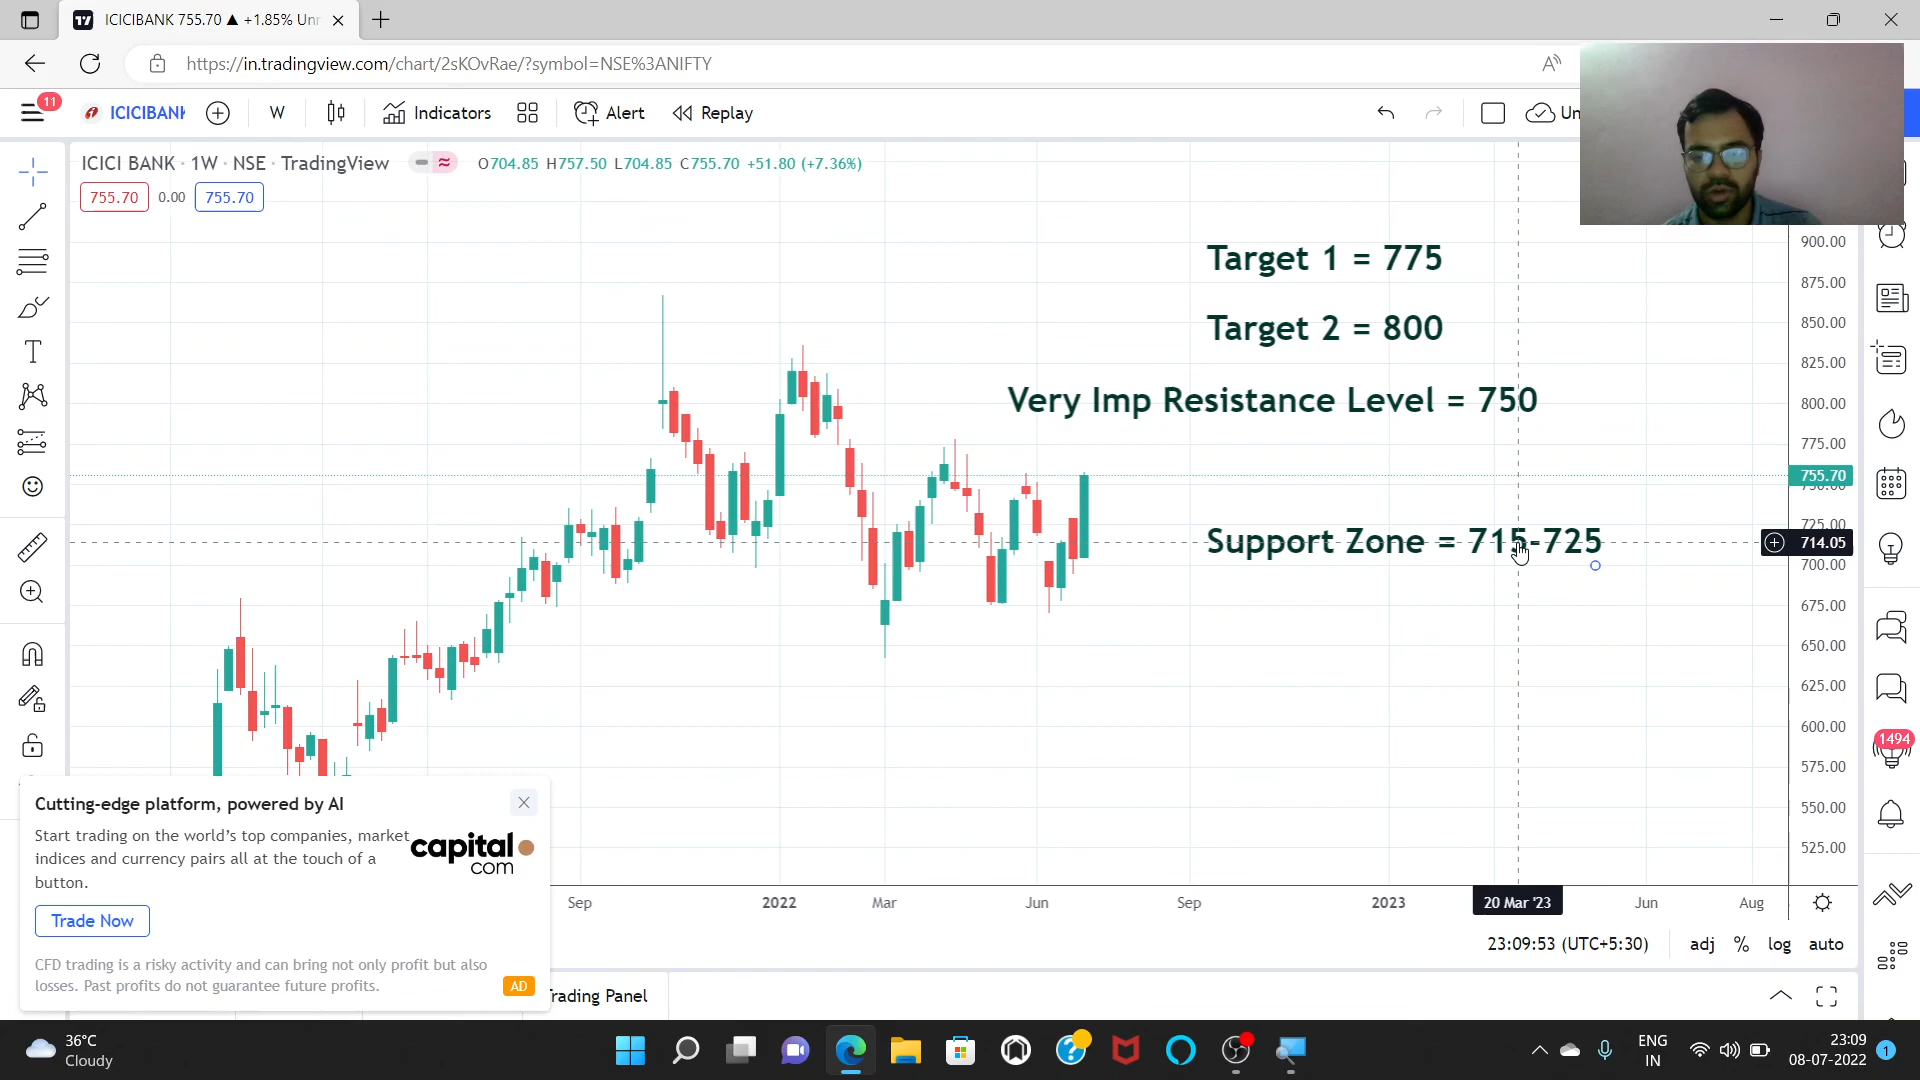 ICICIBANK 755.70 ▲ +1.85% Unr
https://in.tradingview.com/chart/2sKOvRae/?symbol=NSE%3ANIFTY
11
ICICIBANK
W
Indicators
Alert
Replay
Un
ICICI BANK · 1W · NSE · TradingView
O704.85 H757.50 L704.85 C755.70 +51.80 (+7.36%)
755.70 0.00 755.70
Target 1 = 775
Target 2 = 800
Very Imp Resistance Level = 750
Support Zone = 715-725
900.00
875.00
850.00
825.00
800.00
775.00
755.70
750.00
725.00
714.05
700.00
675.00
650.00
625.00
600.00
575.00
550.00
525.00
1494
Sep 2022 Mar Jun Sep 2023 20 Mar '23 Jun Aug
23:09:53 (UTC+5:30) adj % log auto
Cutting-edge platform, powered by AI
Start trading on the world's top companies, market
indices and currency pairs all at the touch of a
button.
capital
com
Trade Now
CFD trading is a risky activity and can bring not only profit but also
losses. Past profits do not guarantee future profits.
AD
Trading Panel
36°C
Cloudy
ENG
IN
23:09
08-07-2022
1